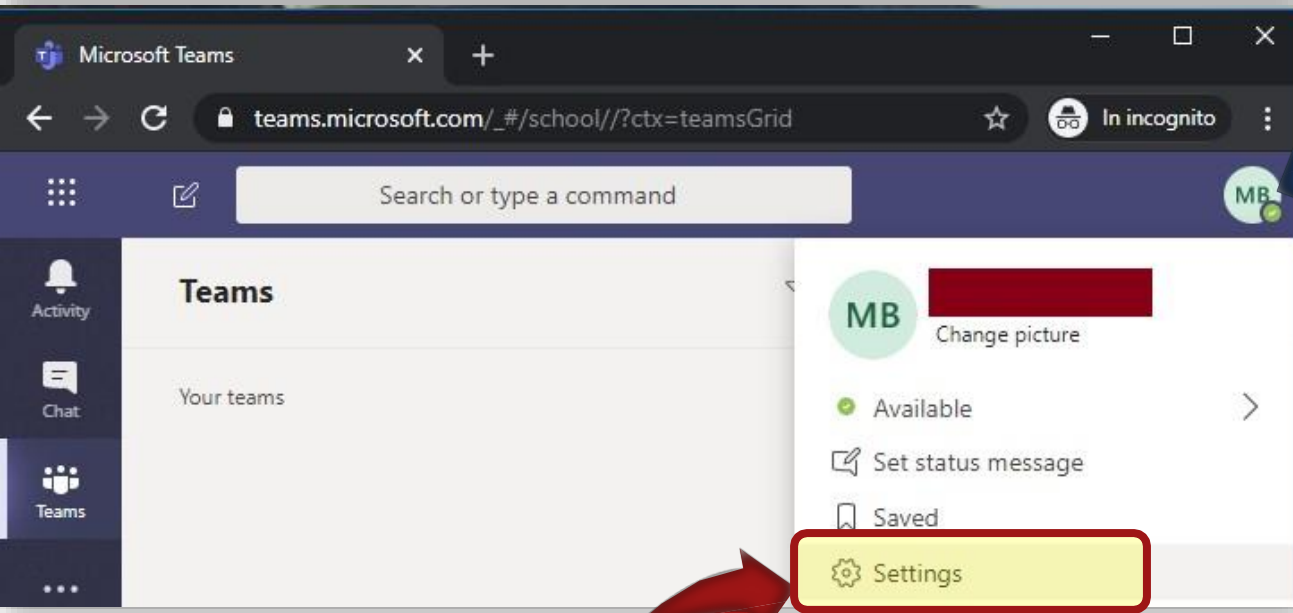 Microsoft Teams
teams.microsoft.com/_#/school//?ctx=teamsGrid
In incognito
Search or type a command
MB
Activity
Teams
MB
Change picture
Chat
Your teams
Available
Set status message
Teams
Saved
Settings